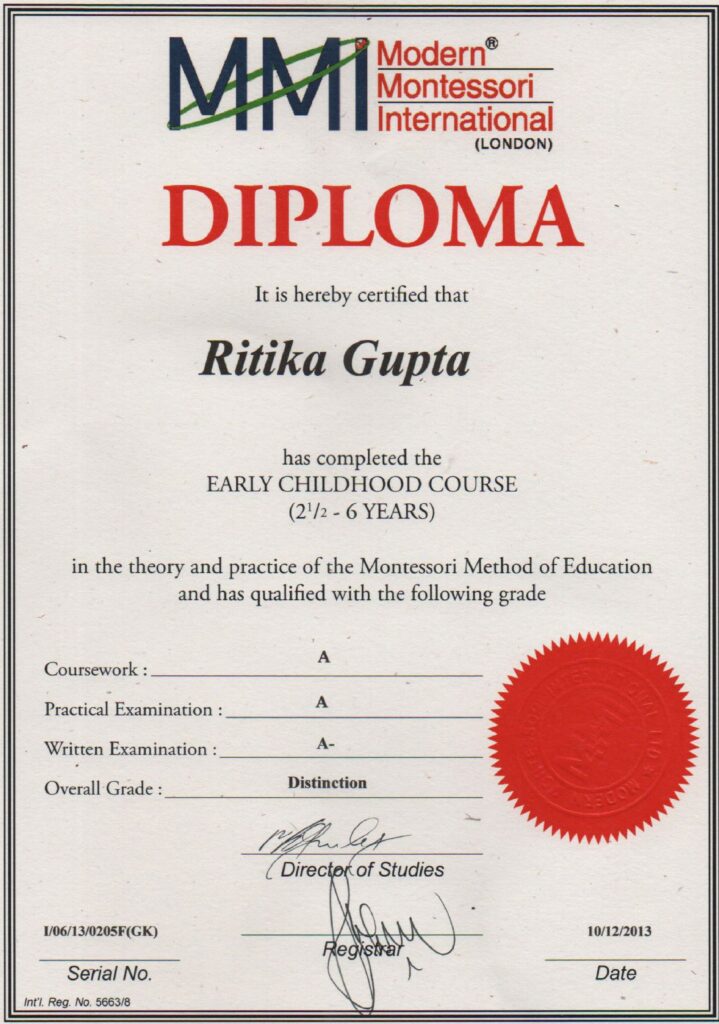 MMI Modern®
Montessori
International
(LONDON)
DIPLOMA
It is hereby certified that
Ritika Gupta
has completed the
EARLY CHILDHOOD COURSE
(2¹/2 - 6 YEARS)
in the theory and practice of the Montessori Method of Education
and has qualified with the following grade
Coursework : A
Practical Examination : A
Written Examination : A-
Overall Grade : Distinction
Director of Studies
I/06/13/0205F(GK)
10/12/2013
Registrar
Serial No.
Date
Int'l. Reg. No. 5663/8